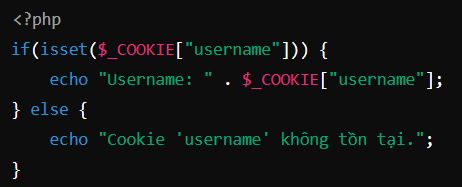 <?php
if(isset($_COOKIE["username"])) {
    echo "Username: " . $_COOKIE["username"];
} else {
    echo "Cookie 'username' không tồn tại.";
}